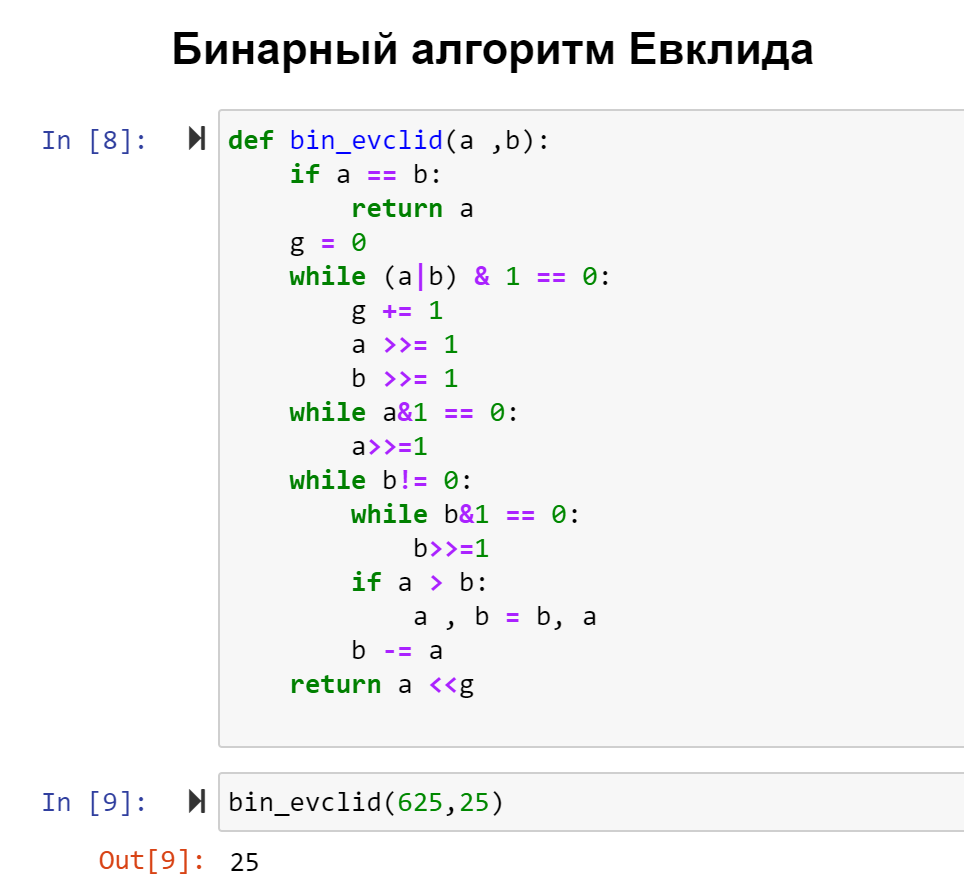 Бинарный алгоритм Евклида
In [8]:
def bin_evclid(a ,b):
    if a == b:
        return a
    g = 0
    while (a|b) & 1 == 0:
        g += 1
        a >>= 1
        b >>= 1
    while a&1 == 0:
        a>>=1
    while b!= 0:
        while b&1 == 0:
            b>>=1
        if a > b:
            a , b = b, a
        b -= a
    return a <<g
In [9]:
bin_evclid(625,25)
Out[9]: 25